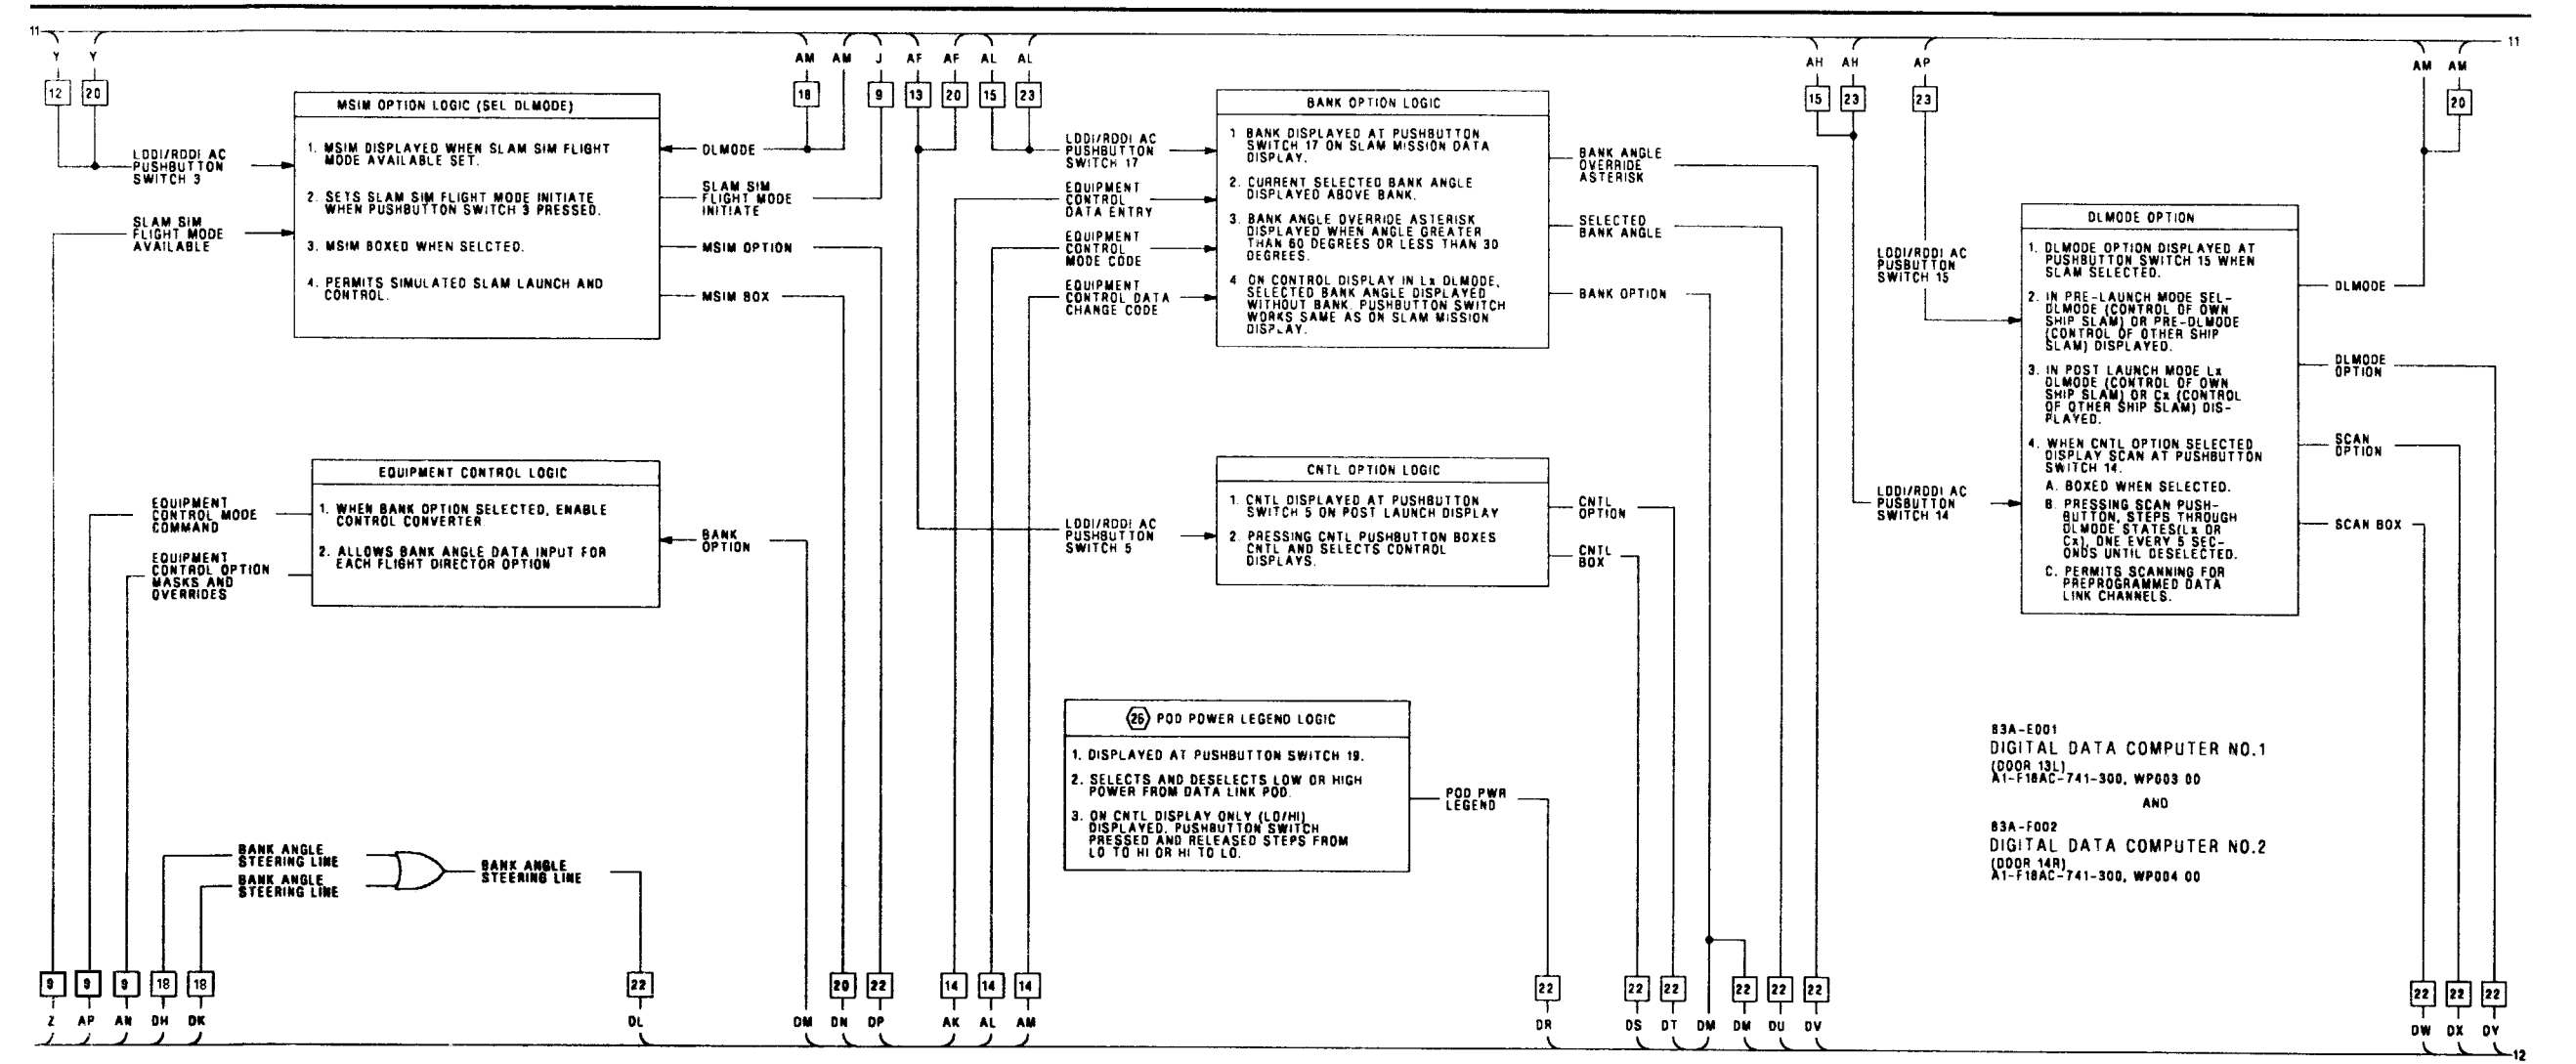 11
11
Y
Y
AM
AM
J
AF
AF
AL
AL
AH
AH
AP
AM
AM
12
20
18
9
13
20
15
23
15
23
23
20
MSIM OPTION LOGIC (SEL DLMODE)
1. MSIM DISPLAYED WHEN SLAM SIM FLIGHT
MODE AVAILABLE SET.
2. SETS SLAM SIM FLIGHT MODE INITIATE
WHEN PUSHBUTTON SWITCH 3 PRESSED.
3. MSIM BOXED WHEN SELCTED.
4. PERMITS SIMULATED SLAM LAUNCH AND
CONTROL.
LDDI/RDDI AC
PUSHBUTTON
SWITCH 3
SLAM SIM
FLIGHT MODE
AVAILABLE
DLMODE
SLAM SIM
FLIGHT MODE
INITIATE
MSIM OPTION
MSIM BOX
EQUIPMENT CONTROL LOGIC
1. WHEN BANK OPTION SELECTED, ENABLE
CONTROL CONVERTER
2. ALLOWS BANK ANGLE DATA INPUT FOR
EACH FLIGHT DIRECTOR OPTION
EQUIPMENT
CONTROL MODE
COMMAND
EQUIPMENT
CONTROL OPTION
MASKS AND
OVERRIDES
BANK
OPTION
BANK ANGLE
STEERING LINE
BANK ANGLE
STEERING LINE
BANK ANGLE
STEERING LINE
LDDI/RDDI AC
PUSHBUTTON
SWITCH 17
EQUIPMENT
CONTROL
DATA ENTRY
EQUIPMENT
CONTROL
MODE CODE
EQUIPMENT
CONTROL DATA
CHANGE CODE
BANK OPTION LOGIC
1 BANK DISPLAYED AT PUSHBUTTON
SWITCH 17 ON SLAM MISSION DATA
DISPLAY.
2. CURRENT SELECTED BANK ANGLE
DISPLAYED ABOVE BANK.
3. BANK ANGLE OVERRIDE ASTERISK
DISPLAYED WHEN ANGLE GREATER
THAN 60 DEGREES OR LESS THAN 30
DEGREES.
4 ON CONTROL DISPLAY IN Lx DLMODE,
SELECTED BANK ANGLE DISPLAYED
WITHOUT BANK. PUSHBUTTON SWITCH
WORKS SAME AS ON SLAM MISSION
DISPLAY.
BANK ANGLE
OVERRIDE
ASTERISK
SELECTED
BANK ANGLE
BANK OPTION
LDDI/RDDI AC
PUSHBUTTON
SWITCH 5
CNTL OPTION LOGIC
1. CNTL DISPLAYED AT PUSHBUTTON
SWITCH 5 ON POST LAUNCH DISPLAY
2. PRESSING CNTL PUSHBUTTON BOXES
CNTL AND SELECTS CONTROL
DISPLAYS.
CNTL
OPTION
CNTL
BOX
26 POD POWER LEGEND LOGIC
1. DISPLAYED AT PUSHBUTTON SWITCH 19.
2. SELECTS AND DESELECTS LOW OR HIGH
POWER FROM DATA LINK POD.
3. ON CNTL DISPLAY ONLY (LO/HI)
DISPLAYED. PUSHBUTTON SWITCH
PRESSED AND RELEASED STEPS FROM
LO TO HI OR HI TO LO.
POD PWR
LEGEND
LDDI/RDDI AC
PUSBUTTON
SWITCH 15
LDDI/RDDI AC
PUSBUTTON
SWITCH 14
DLMODE OPTION
1. DLMODE OPTION DISPLAYED AT
PUSHBUTTON SWITCH 15 WHEN
SLAM SELECTED.
2. IN PRE-LAUNCH MODE SEL-
DLMODE (CONTROL OF OWN
SHIP SLAM) OR PRE-DLMODE
(CONTROL OF OTHER SHIP
SLAM) DISPLAYED.
3. IN POST LAUNCH MODE Lx
DLMODE (CONTROL OF OWN
SHIP SLAM) OR Cx (CONTROL
OF OTHER SHIP SLAM) DIS-
PLAYED.
4. WHEN CNTL OPTION SELECTED
DISPLAY SCAN AT PUSHBUTTON
SWITCH 14.
A. BOXED WHEN SELECTED.
B. PRESSING SCAN PUSH-
BUTTON, STEPS THROUGH
DLMODE STATES(Lx OR
Cx), ONE EVERY 5 SEC-
ONDS UNTIL DESELECTED.
C. PERMITS SCANNING FOR
PREPROGRAMMED DATA
LINK CHANNELS.
DLMODE
DLMODE
OPTION
SCAN
OPTION
SCAN BOX
83A-E001
DIGITAL DATA COMPUTER NO.1
(DOOR 13L)
A1-F18AC-741-300, WP003 00
AND
83A-F002
DIGITAL DATA COMPUTER NO.2
(DOOR 14R)
A1-F18AC-741-300, WP004 00
9
9
9
18
18
22
20
22
14
14
14
22
22
22
22
22
22
22
22
22
Z
AP
AN
DH
DK
DL
DM
DN
DP
AK
AL
AM
DR
DS
DT
DM
DM
DU
DV
DW
DX
DY
12